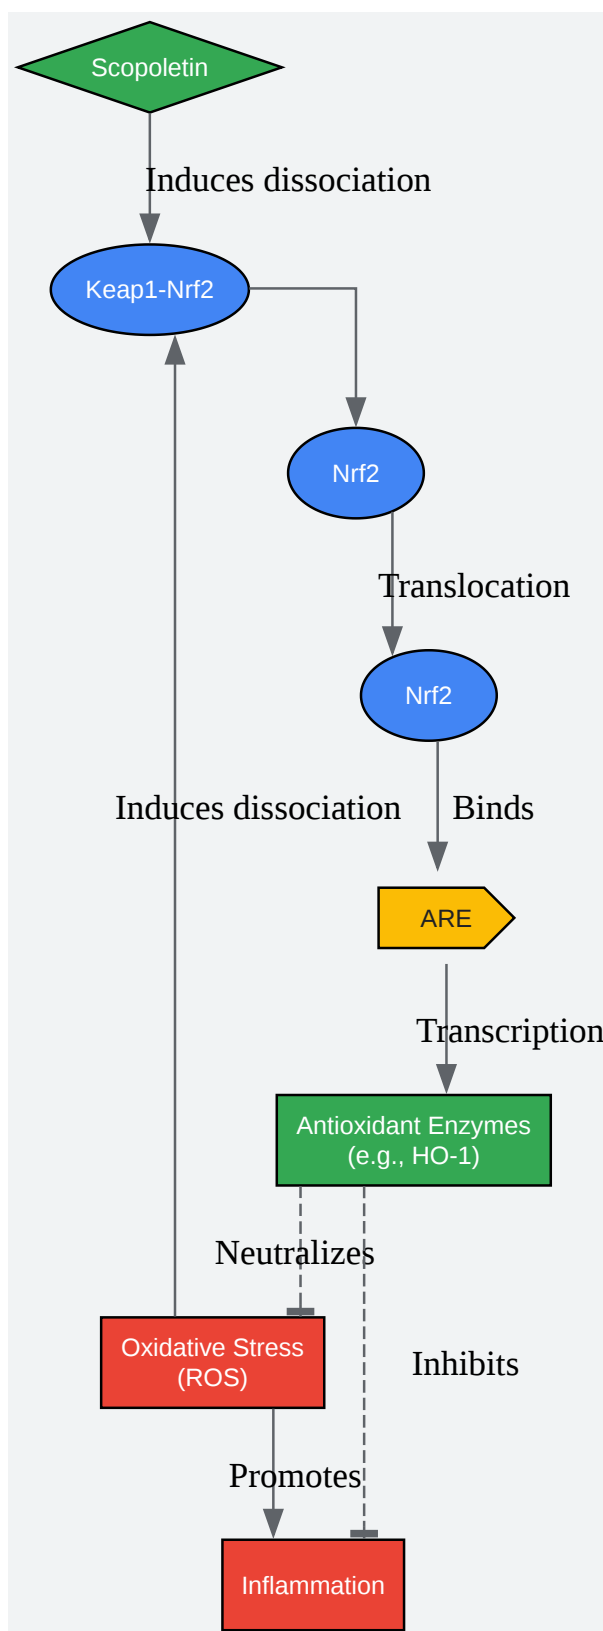 Scopoletin
Induces dissociation
Keap1-Nrf2
Nrf2
Translocation
Nrf2
Induces dissociation
Binds
ARE
Transcription
Antioxidant Enzymes
(e.g., HO-1)
Neutralizes
Oxidative Stress
(ROS)
Inhibits
Promotes
Inflammation